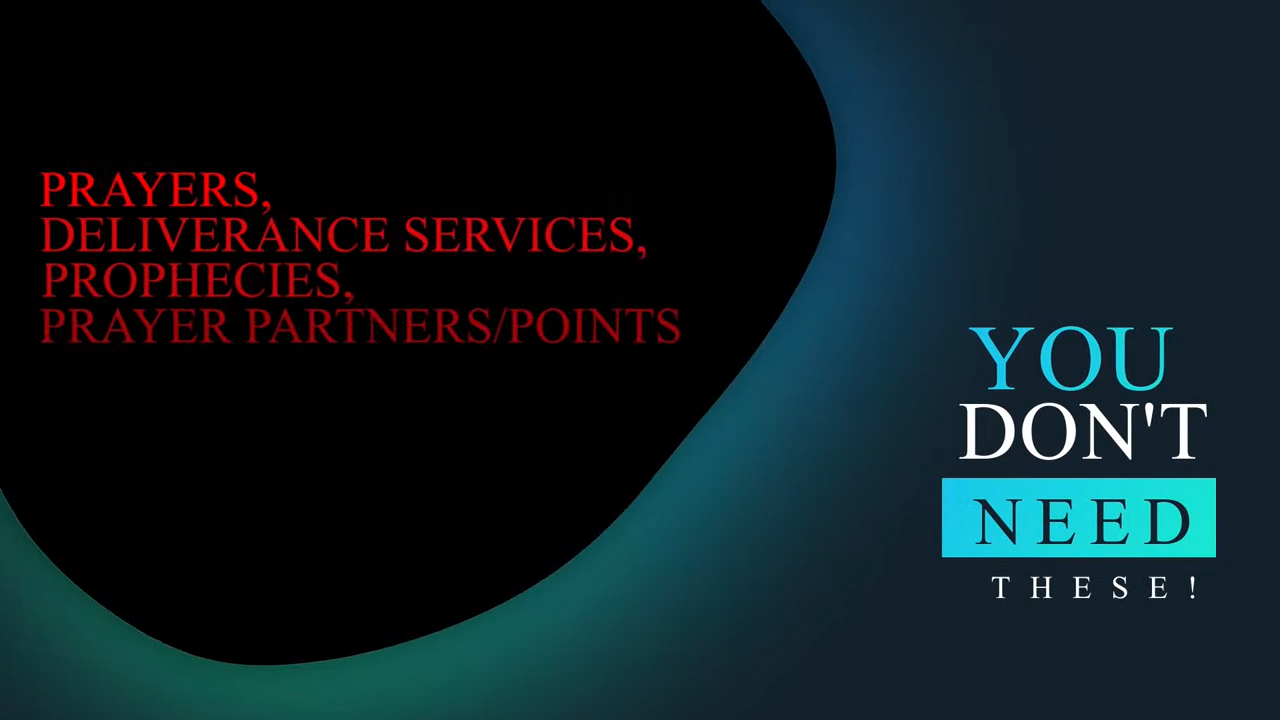 PRAYERS,
DELIVERANCE SERVICES,
PROPHECIES,
PRAYER PARTNERS/POINTS
YOU
DON'T
NEED
THESE!